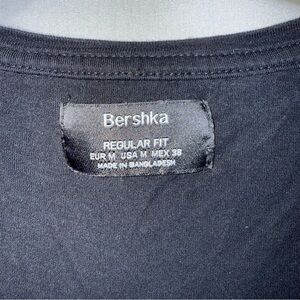 Bershka
REGULAR FIT
EUR M USA M MEX 38
MADE IN BANGLADESH